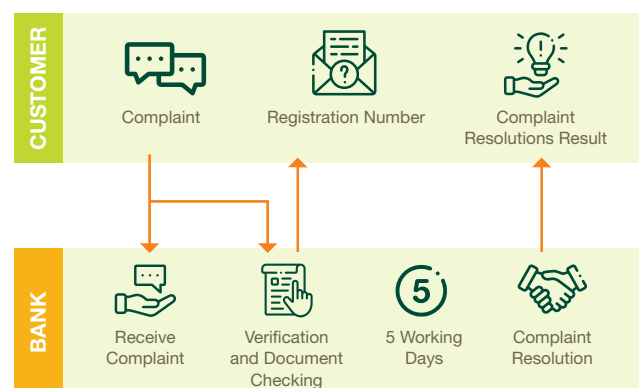 CUSTOMER
Complaint
Registration Number
Complaint
Resolutions Result
?
!
BANK
Receive
Complaint
Verification
and Document
Checking
5
5 Working
Days
Complaint
Resolution